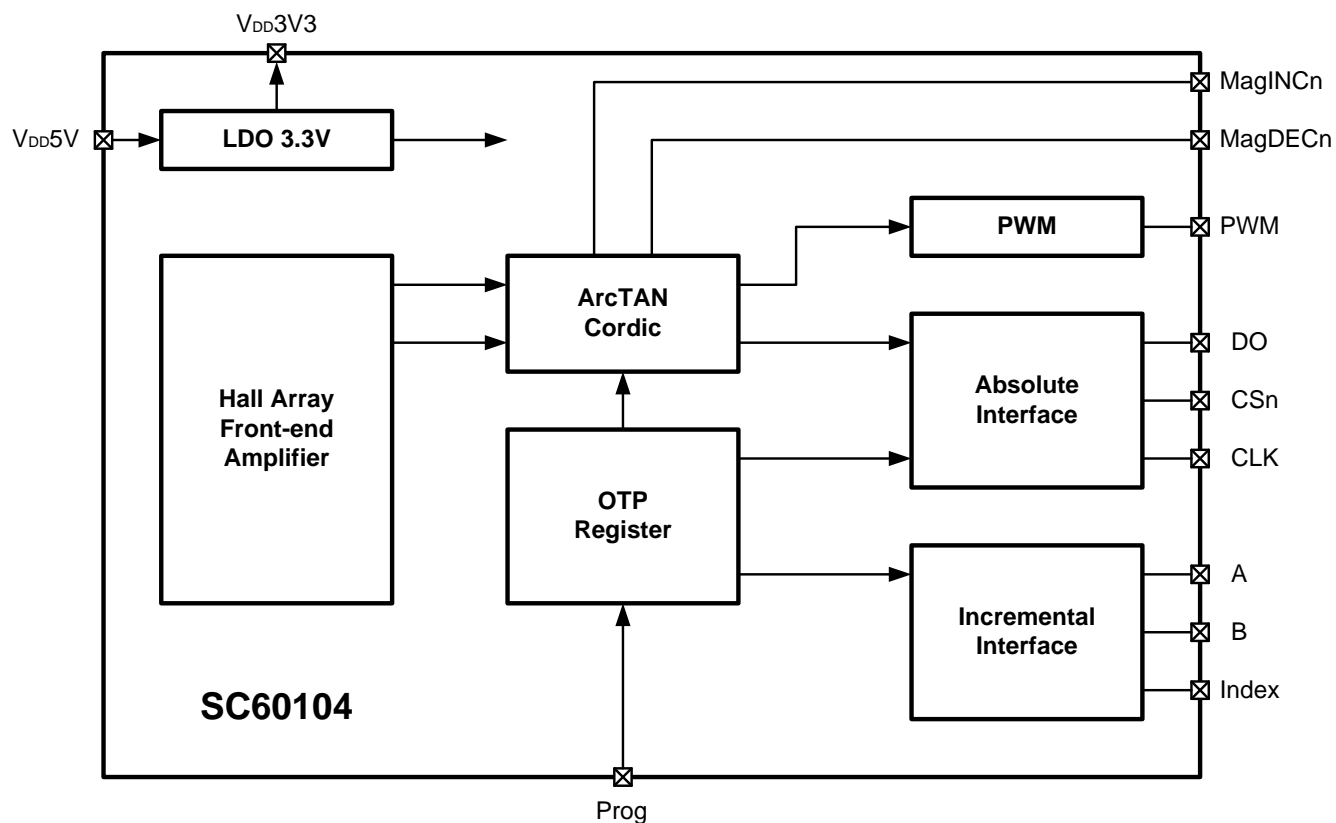 VDD3V3
MagINCn
VDD5V
LDO 3.3V
MagDECn
PWM
PWM
ArcTAN
Cordic
DO
Hall Array
Front-end
Amplifier
Absolute
Interface
CSn
CLK
OTP
Register
A
Incremental
Interface
B
Index
SC60104
Prog